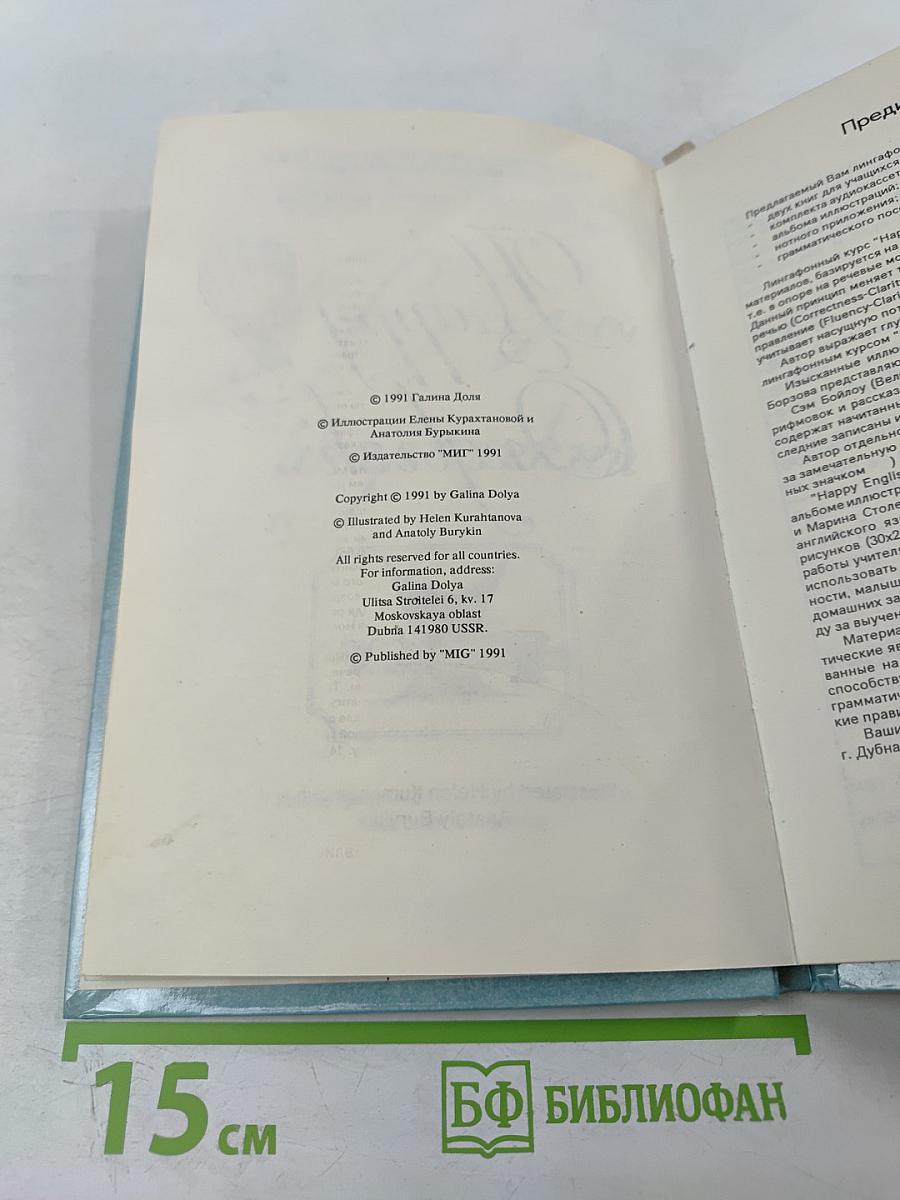 © 1991 Галина Доля
© Иллюстрации Елены Курахтановой и
Анатолия Бурыкина
© Издательство "МИГ" 1991
Copyright © 1991 by Galina Dolya
© Illustrated by Helen Kurahtanova
and Anatoly Burykin
All rights reserved for all countries.
For information, address:
Galina Dolya
Ulitsa Stroitelei 6, kv. 17
Moskovskaya oblast
Dubna 141980 USSR.
© Published by "MIG" 1991
Предлагаемый Вам лингафон
- двух книг для учащихся
- комплекта аудиокассет
- альбома иллюстраций;
- нотного приложения;
- грамматического пос
Лингафонный курс "Hap
материалов, базируется на
т.е. в опоре на речевые мо
Данный принцип меняет т
речью (Correctness-Clarit
правление (Fluency-Clari
учитывает насущную пот
Автор выражает глу
лингафонным курсом "
Изысканные иллю
Борзова представляю
Сэм Бойлоу (Вел
рифмовок и рассказ
содержат начитанны
следние записаны и
Автор отдельно
за замечательную
ных значком )
"Happy Englis
альбоме иллюстр
и Марина Столе
английского яз
рисунков (30x2
работы учител
использовать
ности, малыш
домашних за
ду за выучен
Материа
тические яв
ванные на
способств
грамматич
кие прави
Ваши
г. Дубна
15 см
БФ БИБЛИОФАН